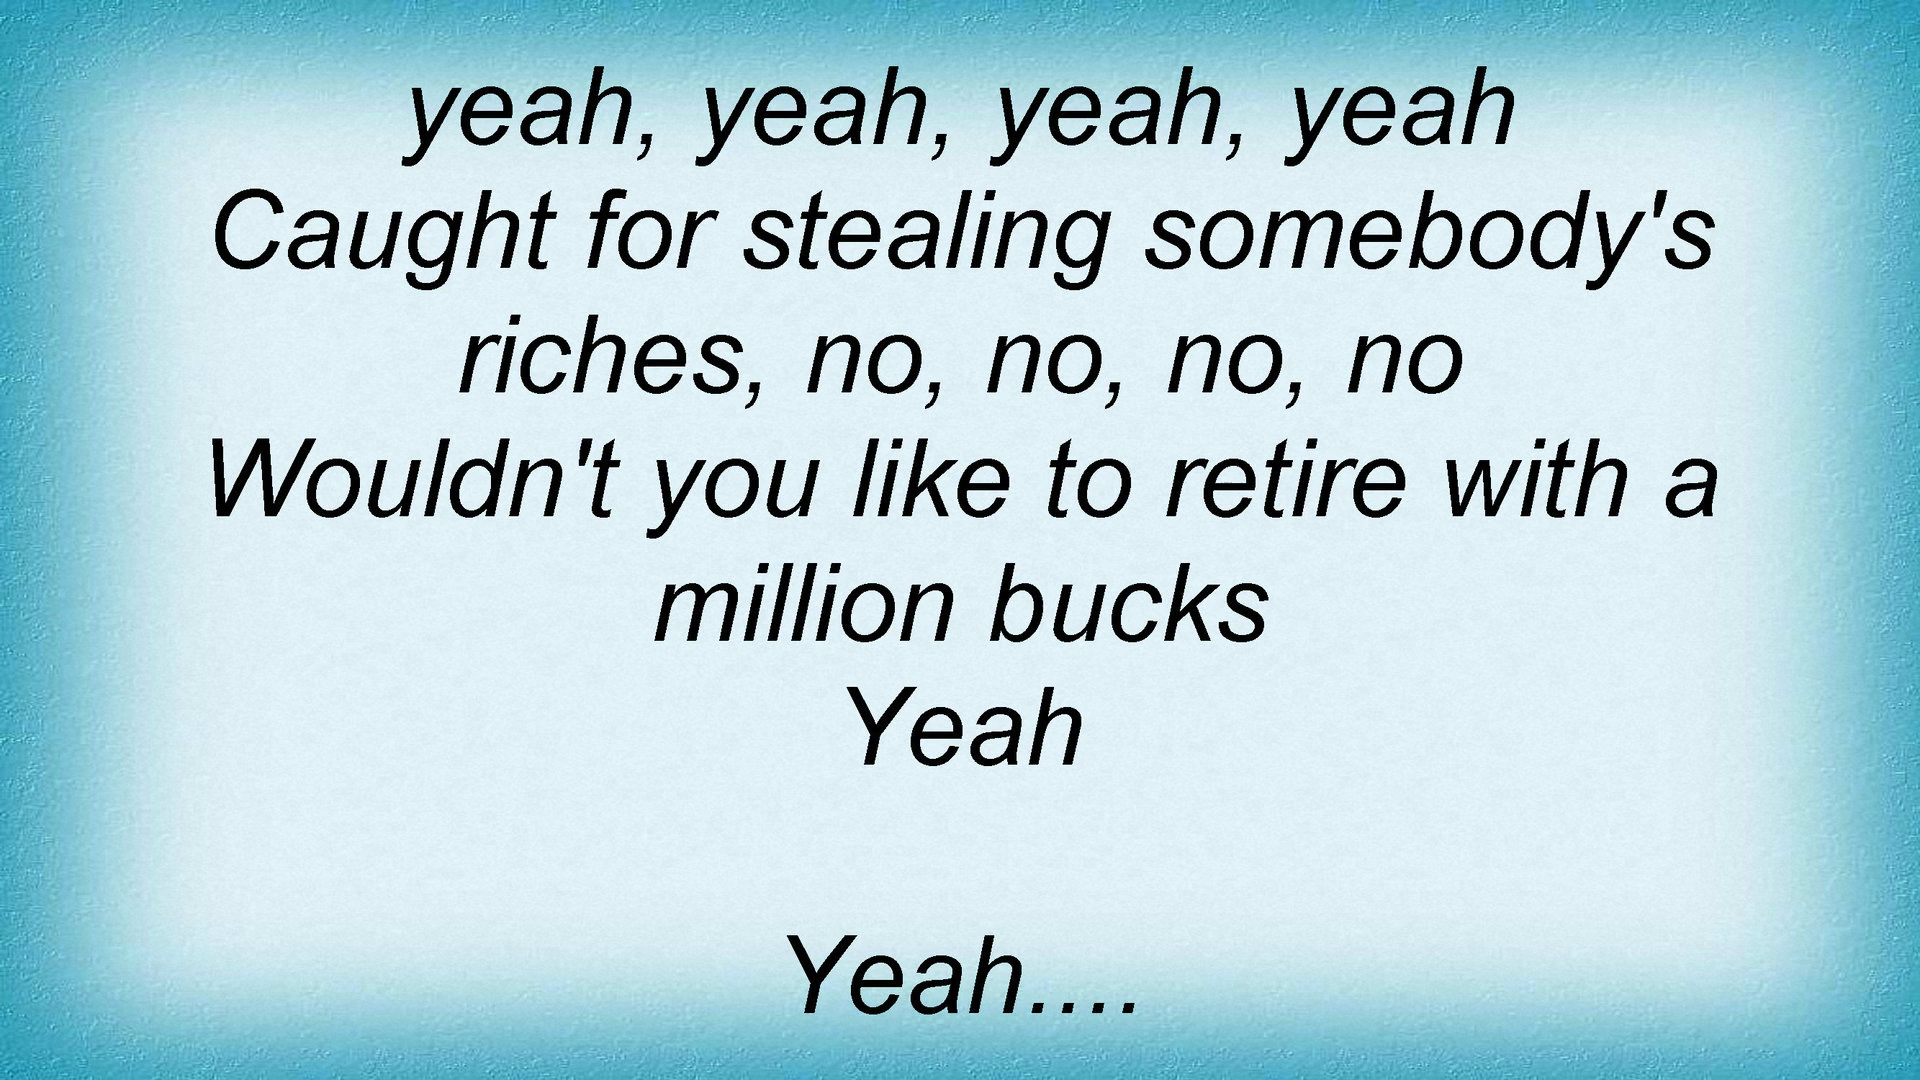 yeah, yeah, yeah, yeah
Caught for stealing somebody's
riches, no, no, no, no
Wouldn't you like to retire with a
million bucks
Yeah
Yeah....